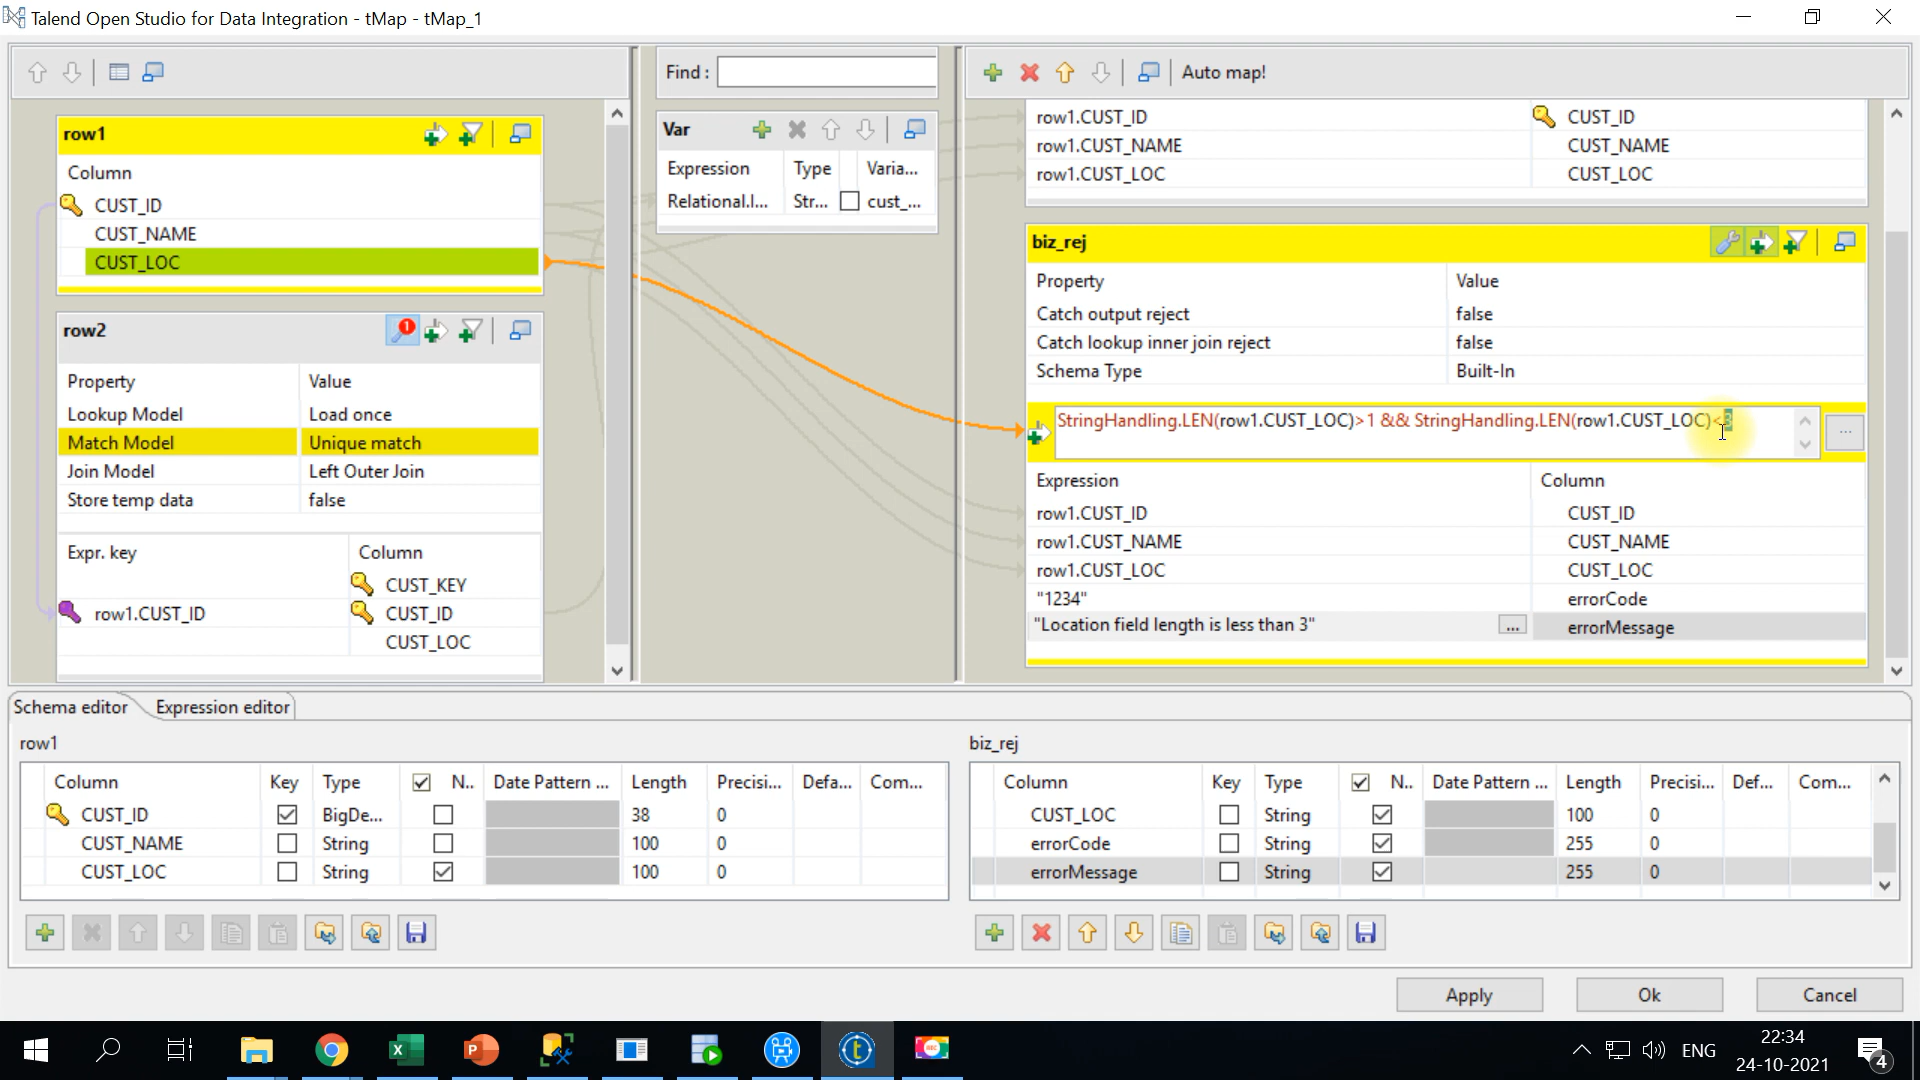 Talend Open Studio for Data Integration - tMap - tMap_1
Find :
Auto map!
row1
Column
CUST_ID
CUST_NAME
CUST_LOC
row2
Property Value
Lookup Model Load once
Match Model Unique match
Join Model Left Outer Join
Store temp data false
Expr. key Column
CUST_KEY
row1.CUST_ID CUST_ID
CUST_LOC
Var
Expression Type Varia...
Relational.I... Str... cust_...
row1.CUST_ID CUST_ID
row1.CUST_NAME CUST_NAME
row1.CUST_LOC CUST_LOC
biz_rej
Property Value
Catch output reject false
Catch lookup inner join reject false
Schema Type Built-In
StringHandling.LEN(row1.CUST_LOC)>1 && StringHandling.LEN(row1.CUST_LOC)<3
...
Expression Column
row1.CUST_ID CUST_ID
row1.CUST_NAME CUST_NAME
row1.CUST_LOC CUST_LOC
"1234" errorCode
"Location field length is less than 3" ... errorMessage
Schema editor Expression editor
row1
Column Key Type N.. Date Pattern ... Length Precisi... Defa... Com...
CUST_ID BigDe... 38 0
CUST_NAME String 100 0
CUST_LOC String 100 0
biz_rej
Column Key Type N.. Date Pattern ... Length Precisi... Def... Com...
CUST_LOC String 100 0
errorCode String 255 0
errorMessage String 255 0
Apply Ok Cancel
ENG
22:34
24-10-2021
4